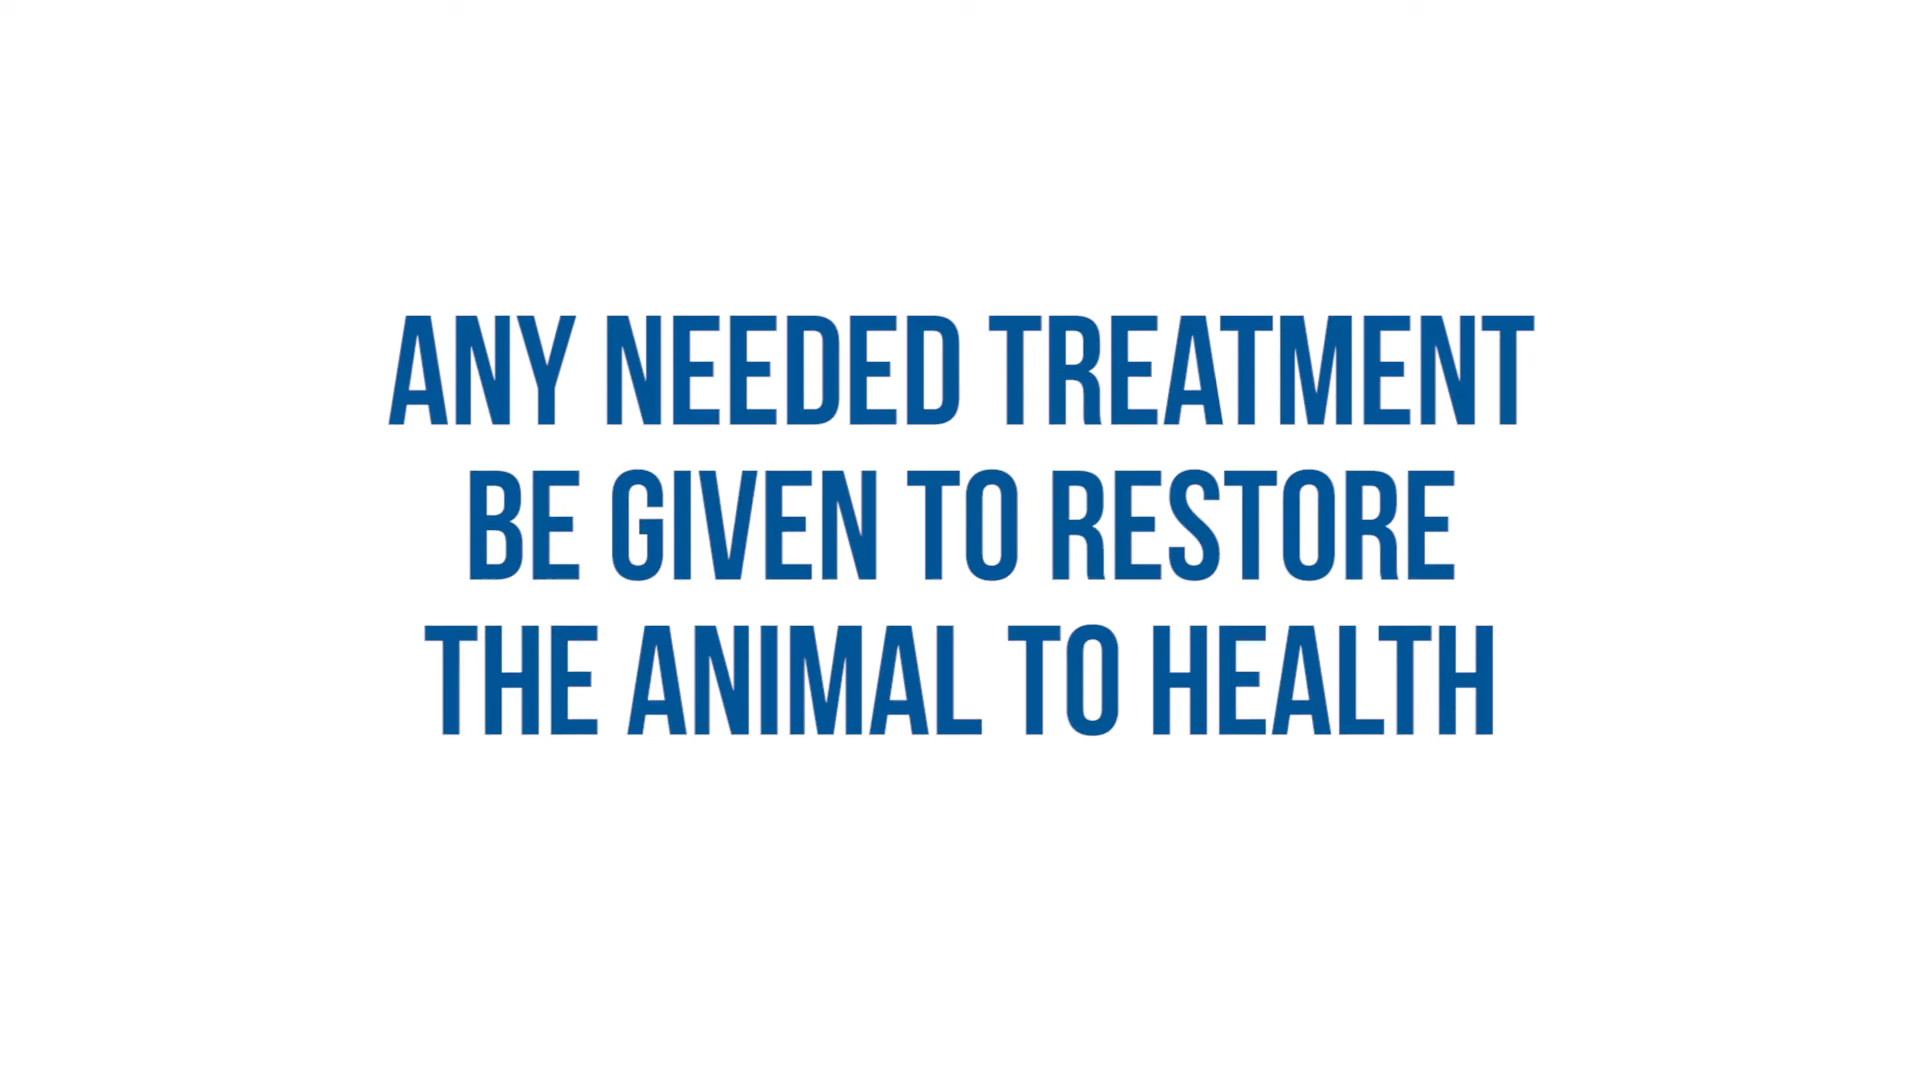 ANY NEEDED TREATMENT
BE GIVEN TO RESTORE
THE ANIMAL TO HEALTH